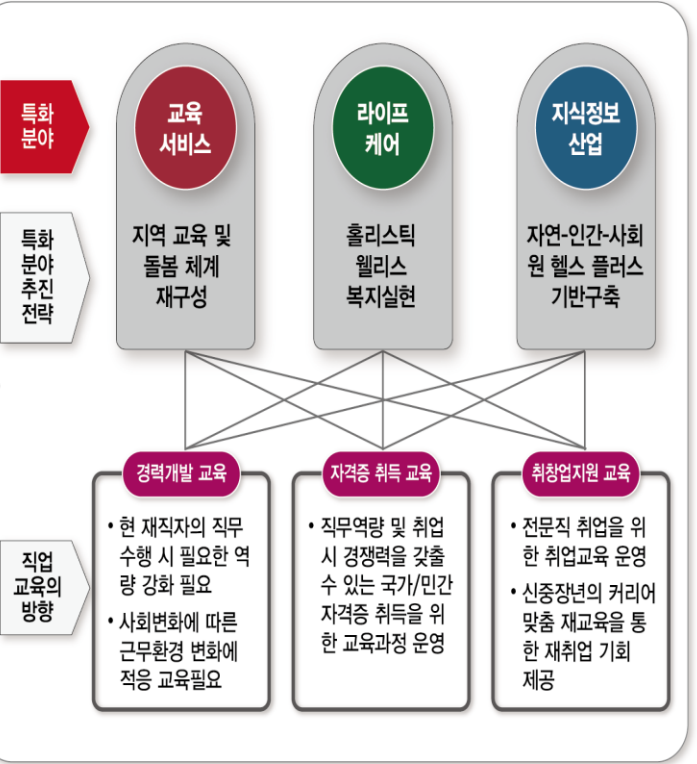 특화
분야
교육
서비스
라이프
케어
지식정보
산업
특화
분야
추진
전략
지역 교육 및
돌봄 체계
재구성
홀리스틱
웰리스
복지실현
자연-인간-사회
원 헬스 플러스
기반구축
직업
교육의
방향
경력개발 교육
• 현 재직자의 직무
수행 시 필요한 역
량 강화 필요
• 사회변화에 따른
근무환경 변화에
적응 교육필요
자격증 취득 교육
• 직무역량 및 취업
시 경쟁력을 갖출
수 있는 국가/민간
자격증 취득을 위
한 교육과정 운영
취창업지원 교육
• 전문직 취업을 위
한 취업교육 운영
• 신중장년의 커리어
맞춤 재교육을 통
한 재취업 기회
제공